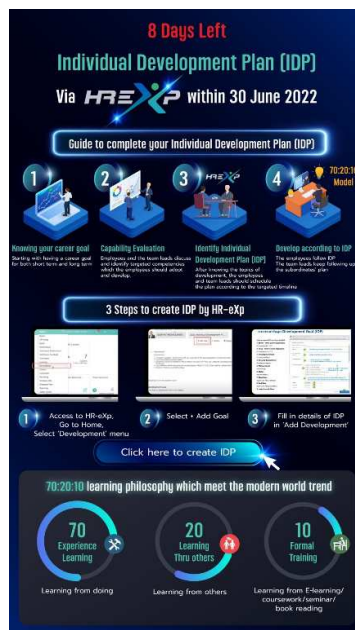 8 Days Left
Individual Development Plan (IDP)
Via HREXP within 30 June 2022
Guide to complete your Individual Development Plan (IDP)
1
2
3
HREXP
4
70:20:10
Model
Knowing your career goal
Starting with having a career goal
for both short term and long term
Capability Evaluation
Employees and the team leads discuss
and identify targeted competencies
which the employees should adapt
and develop.
Identify Individual
Development Plan (IDP)
After knowing the topics of
development, the employees
and team leads should schedule
the plan according to the targeted timeline
Develop according to IDP
The employees follow IDP
The team leads keep following up
the subordinates' plan
3 Steps to create IDP by HR-eXp
1
Access to HR-eXp,
Go to Home,
Select 'Development' menu
2
Select + Add Goal
3
Fill in details of IDP
in 'Add Development'
Click here to create IDP
70:20:10 learning philosophy which meet the modern world trend
70
Experience
Learning
Learning from doing
20
Learning
Thru others
Learning from others
10
Formal
Training
Learning from E-learning/
coursework/seminar/
book reading